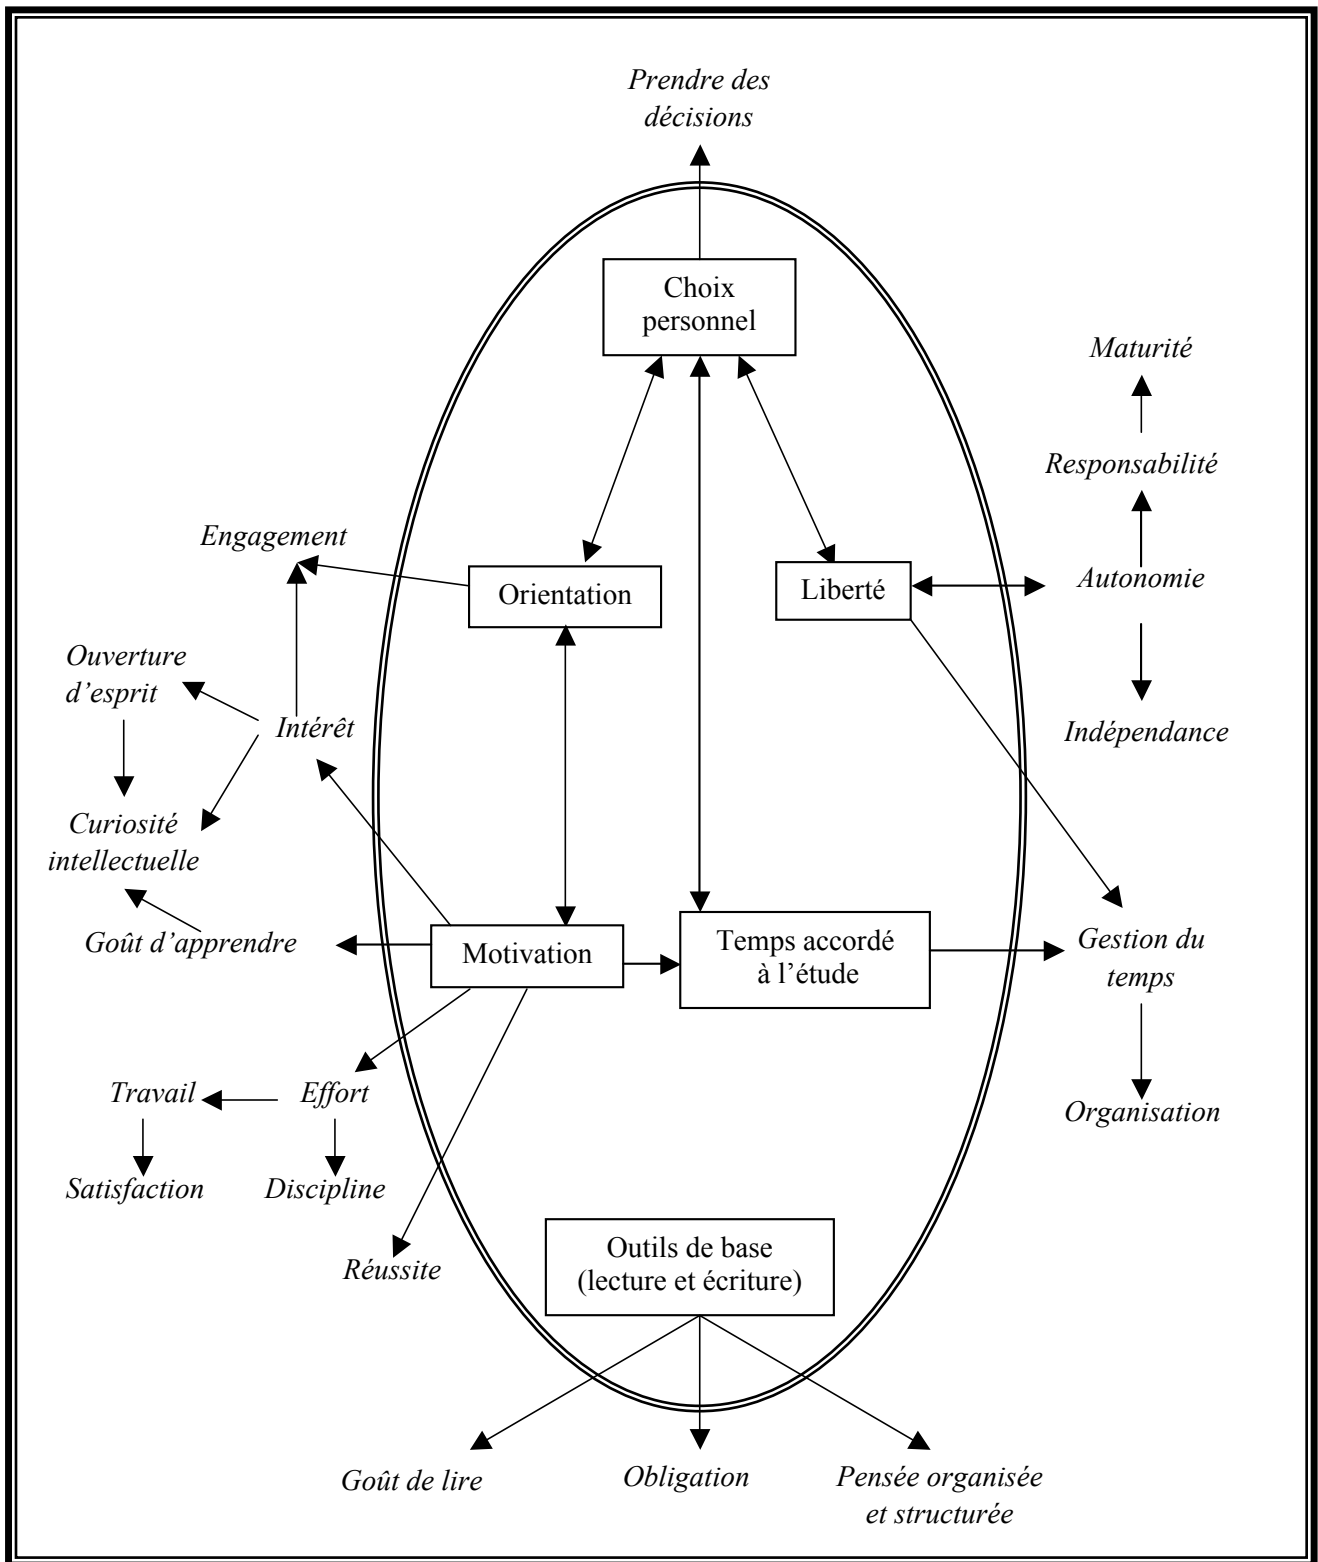 Prendre des
décisions
Choix
personnel
Maturité
Responsabilité
Engagement
Orientation
Liberté
Autonomie
Ouverture
d’esprit
Intérêt
Indépendance
Curiosité
intellectuelle
Goût d’apprendre
Motivation
Temps accordé
à l’étude
Gestion du
temps
Travail
Effort
Organisation
Satisfaction
Discipline
Réussite
Outils de base
(lecture et écriture)
Goût de lire
Obligation
Pensée organisée
et structurée